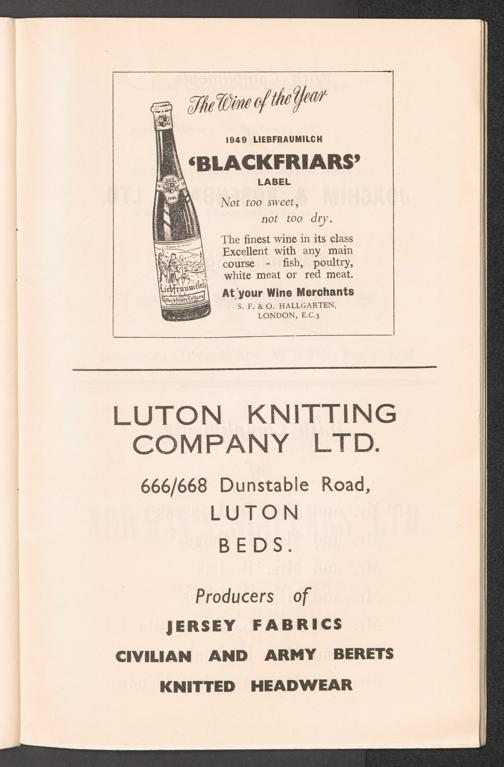 The Wine of the Year
1949 LIEBFRAUMILCH
‘BLACKFRIARS’
LABEL
Not too sweet,
not too dry.
The finest wine in its class
Excellent with any main
course - fish, poultry,
white meat or red meat.
At your Wine Merchants
S. F. & O. HALLGARTEN,
LONDON, E.C.3
Liebfraumilch
Blackfriars Cellars
LUTON KNITTING
COMPANY LTD.
666/668 Dunstable Road,
LUTON
BEDS.
Producers of
JERSEY FABRICS
CIVILIAN AND ARMY BERETS
KNITTED HEADWEAR